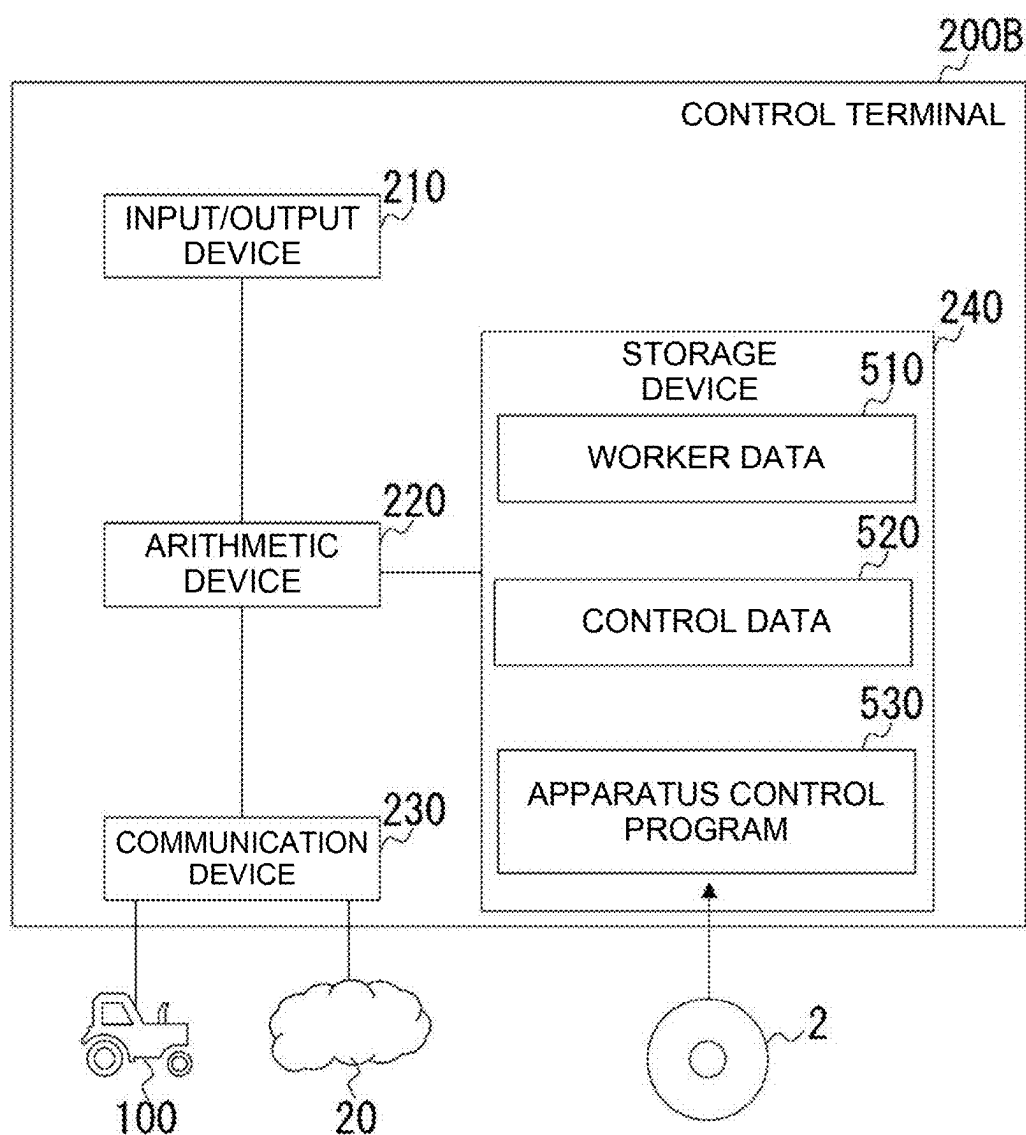 200B
CONTROL TERMINAL
210
INPUT/OUTPUT
DEVICE
240
STORAGE
DEVICE
510
WORKER DATA
220
ARITHMETIC
DEVICE
520
CONTROL DATA
530
APPARATUS CONTROL
PROGRAM
230
COMMUNICATION
DEVICE
100
20
2